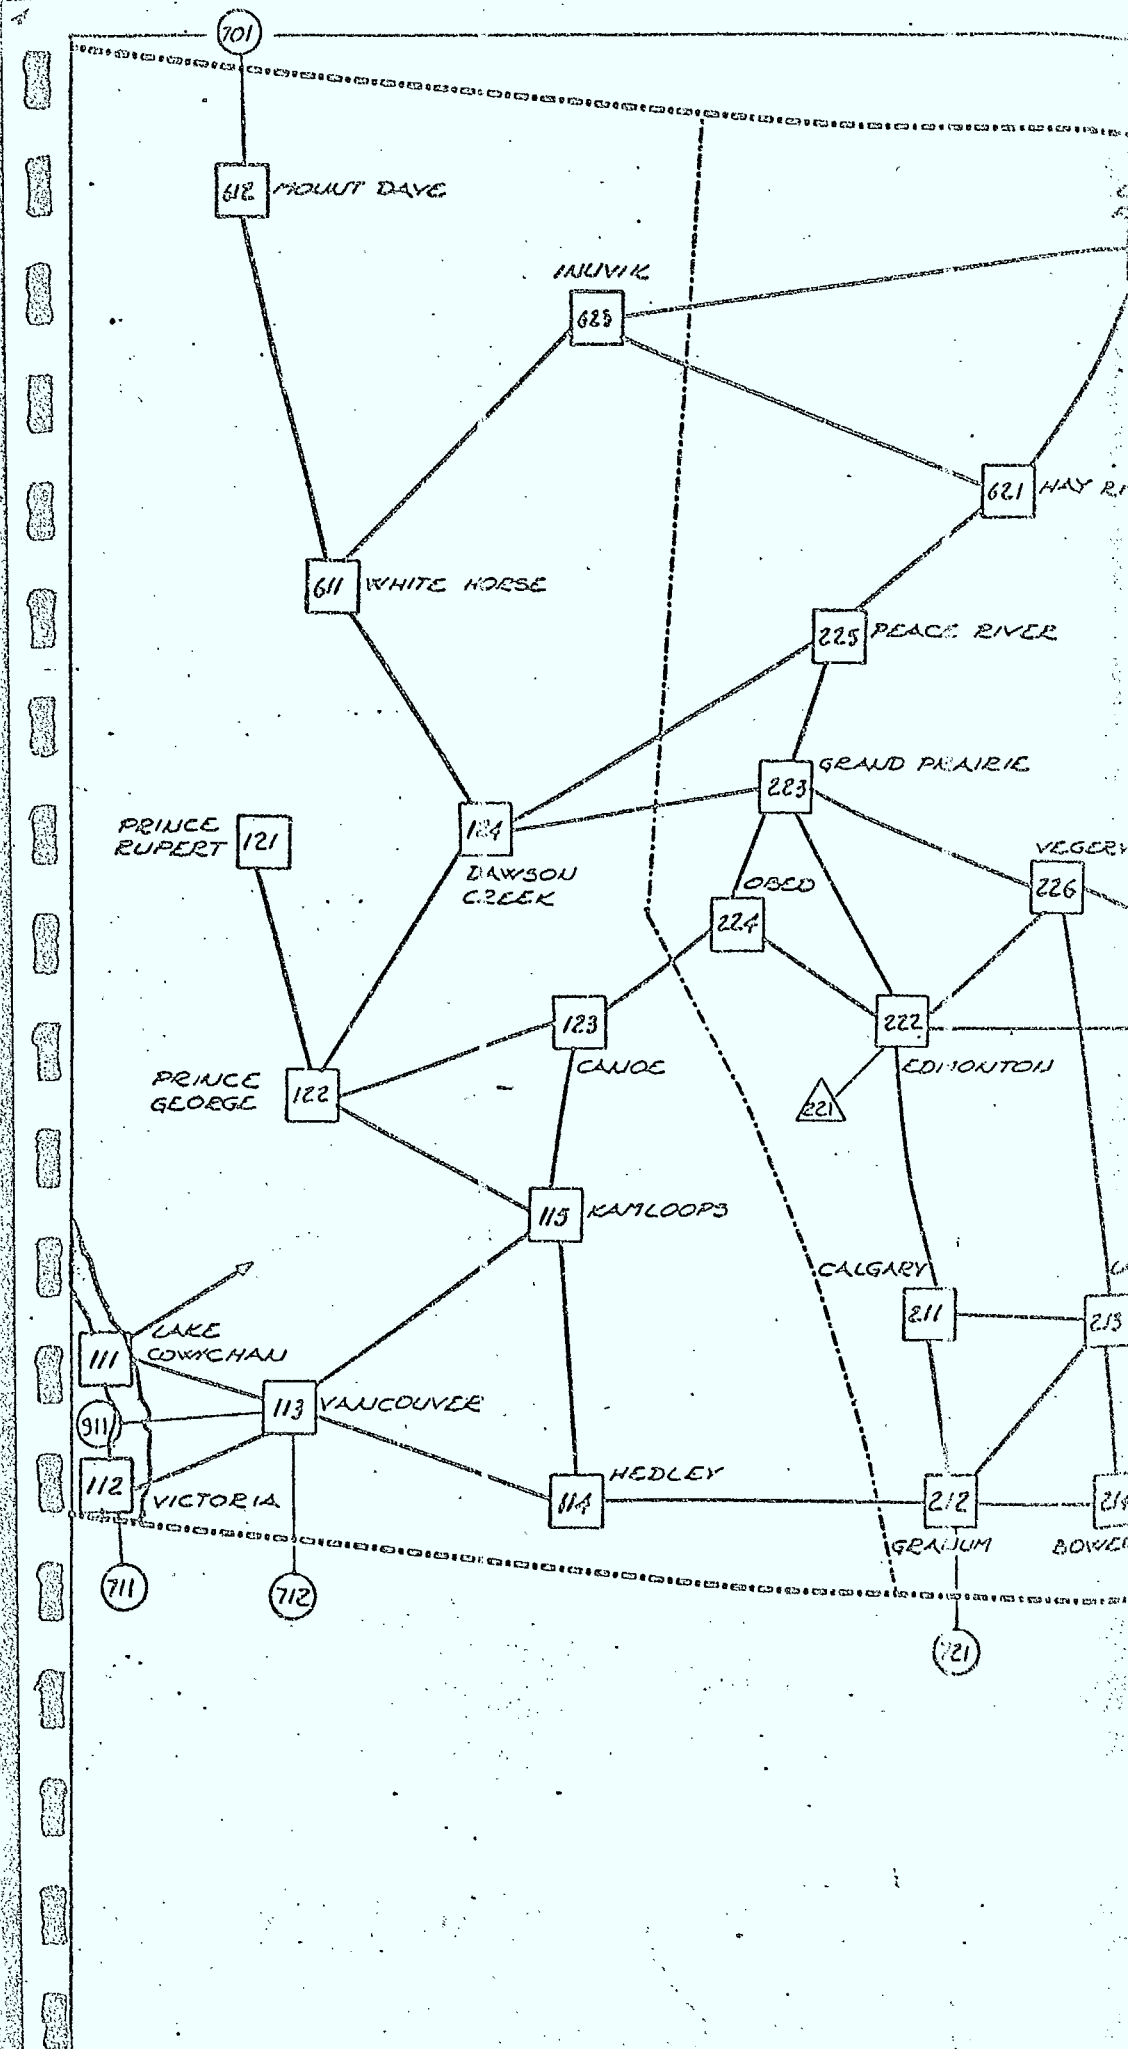 701
612
MOUNT DAVE
INUVIK
625
621
HAY RI
611
WHITE HORSE
225
PEACE RIVER
GRAND PRAIRIE
223
PRINCE
RUPERT
121
124
DAWSON
CREEK
VEGERV
226
OBED
224
123
CANOE
222
EDMONTON
221
PRINCE
GEORGE
122
115
KAMLOOPS
CALGARY
211
213
111
LAKE
COWICHAN
911
113
VANCOUVER
112
VICTORIA
HEDLEY
114
212
GRANUM
BOWE
711
712
721